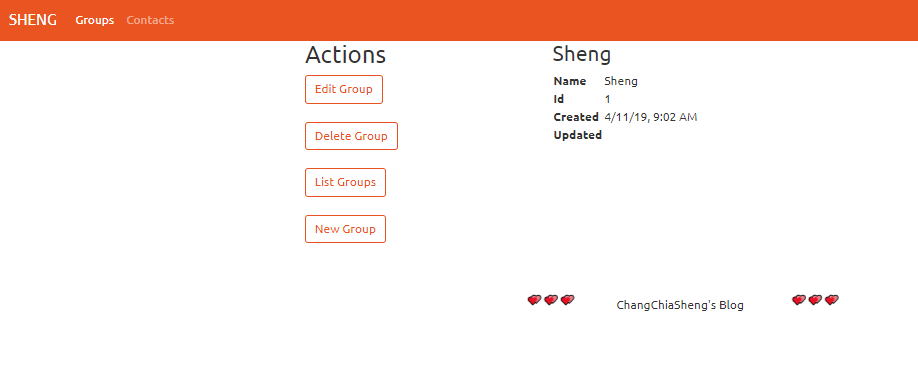 SHENG Groups Contacts
Actions
Edit Group
Delete Group
List Groups
New Group
Sheng
Name Sheng
Id 1
Created 4/11/19, 9:02 AM
Updated
ChangChiaSheng's Blog